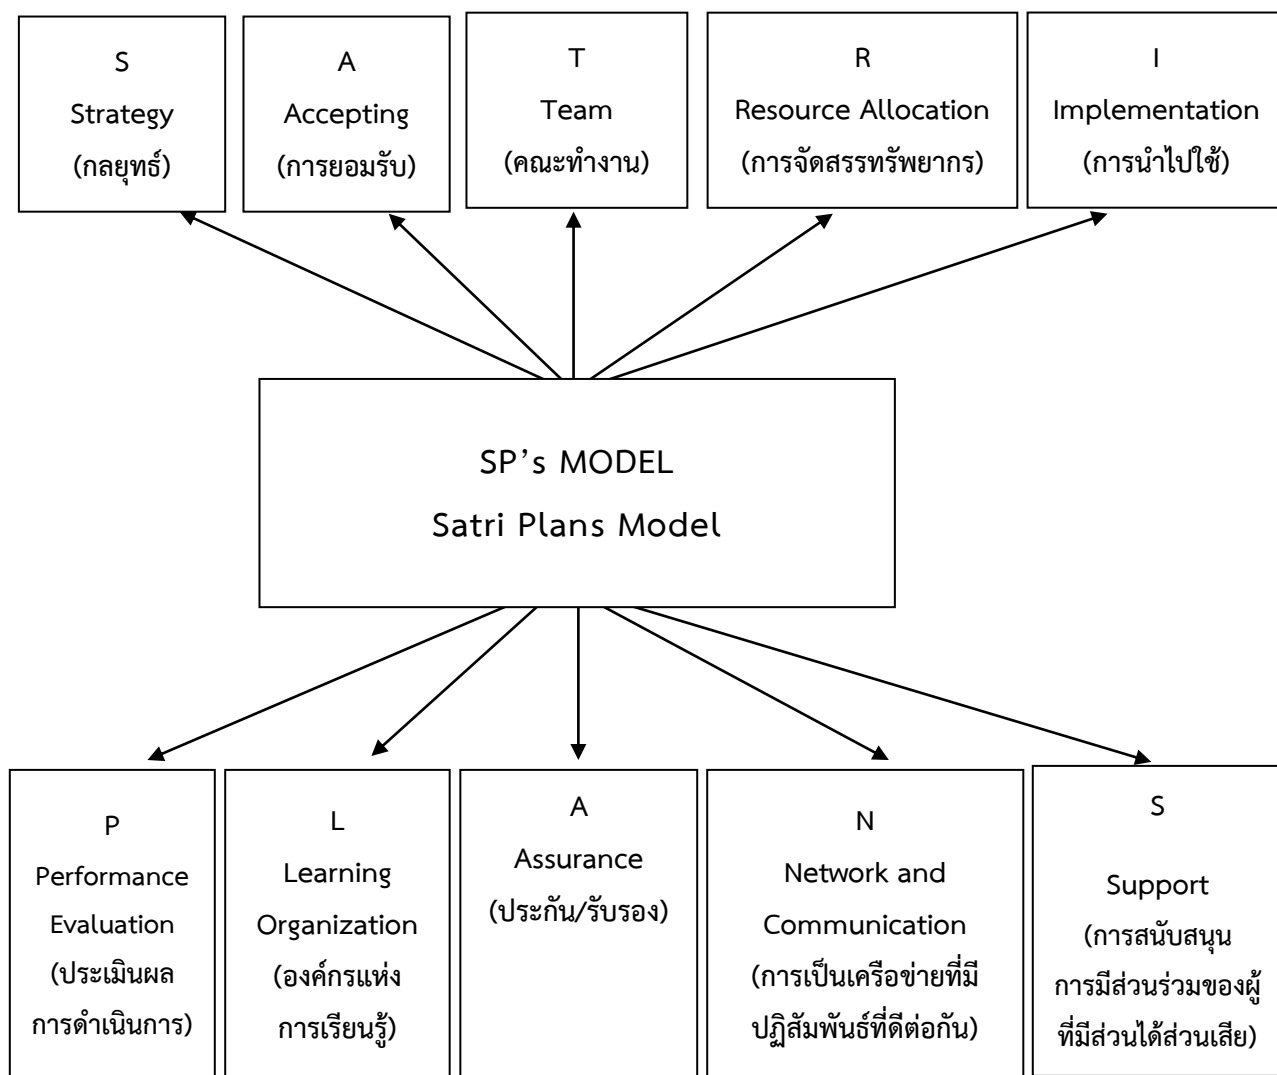 S
Strategy
(กลยุทธ์)
A
Accepting
(การยอมรับ)
T
Team
(คณะทำงาน)
R
Resource Allocation
(การจัดสรรทรัพยากร)
I
Implementation
(การนำไปใช้)
SP’s MODEL
Satri Plans Model
P
Performance
Evaluation
(ประเมินผล
การดำเนินการ)
L
Learning
Organization
(องค์กรแห่ง
การเรียนรู้)
A
Assurance
(ประกัน/รับรอง)
N
Network and
Communication
(การเป็นเครือข่ายที่มี
ปฏิสัมพันธ์ที่ดีต่อกัน)
S
Support
(การสนับสนุน
การมีส่วนร่วมของผู้
ที่มีส่วนได้ส่วนเสีย)